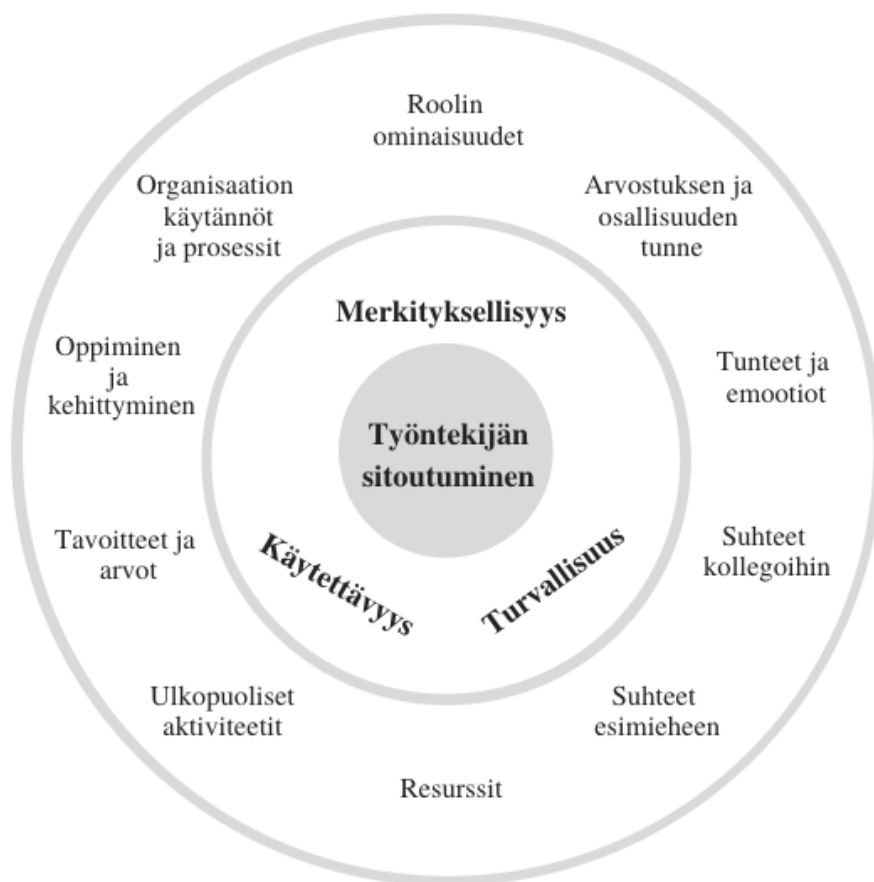 Roolin
ominaisuudet
Organisaation
käytännöt
ja prosessit
Arvostuksen ja
osallisuuden
tunne
Merkityksellisyys
Oppiminen
ja
kehittyminen
Tunteet ja
emootiot
Työntekijän
sitoutuminen
Tavoitteet ja
arvot
Käytettävyys
Turvallisuus
Suhteet
kollegoihin
Ulkopuoliset
aktiviteetit
Suhteet
esimieheen
Resurssit